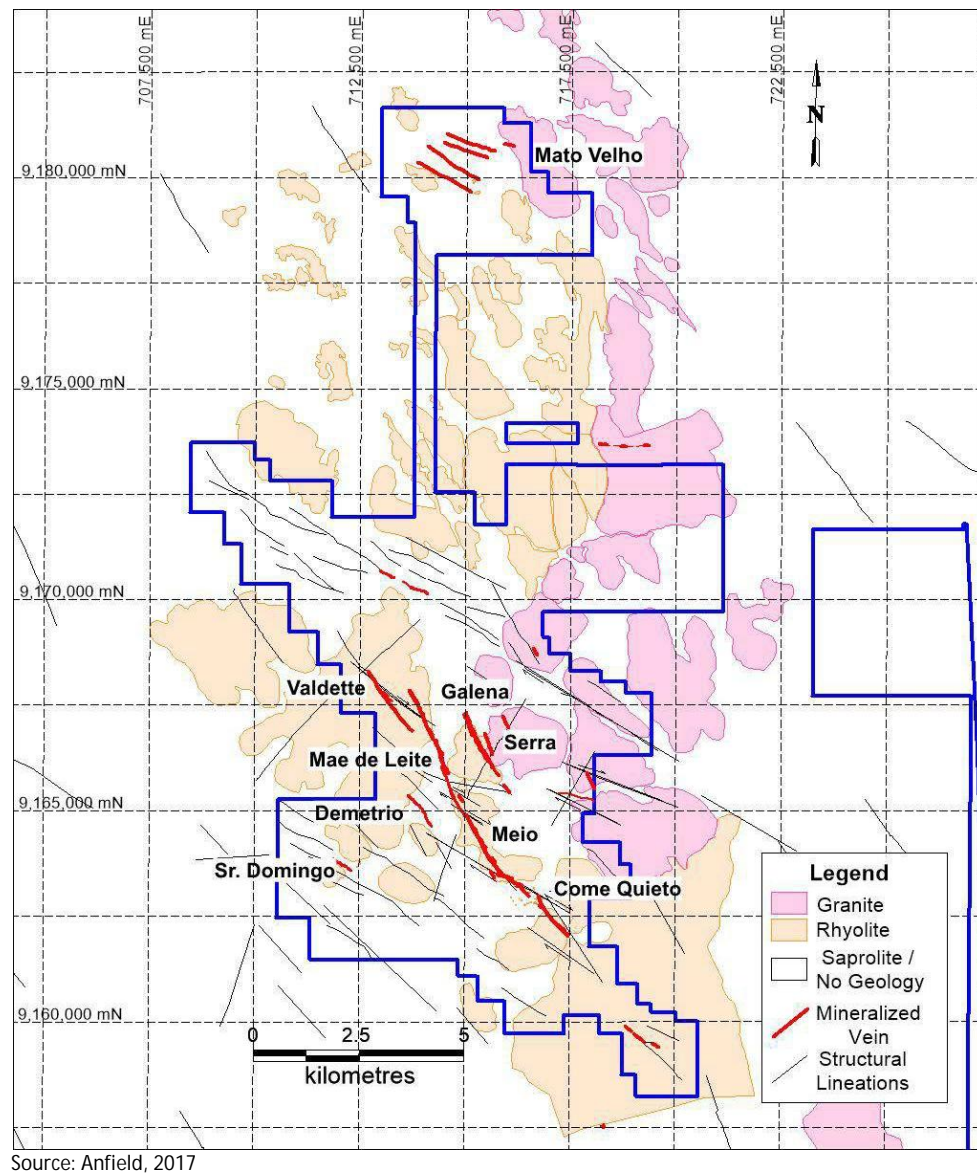 707,500 mE
712,500 mE
717,500 mE
722,500 mE
N
Mato Velho
9,180,000 mN
9,175,000 mN
9,170,000 mN
Valdette
Galena
Serra
Mae de Leite
9,165,000 mN
Demetrio
Meio
Sr. Domingo
Come Quieto
9,160,000 mN
0 2.5 5
kilometres
Legend
Granite
Rhyolite
Saprolite /
No Geology
Mineralized
Vein
Structural
Lineations
Source: Anfield, 2017